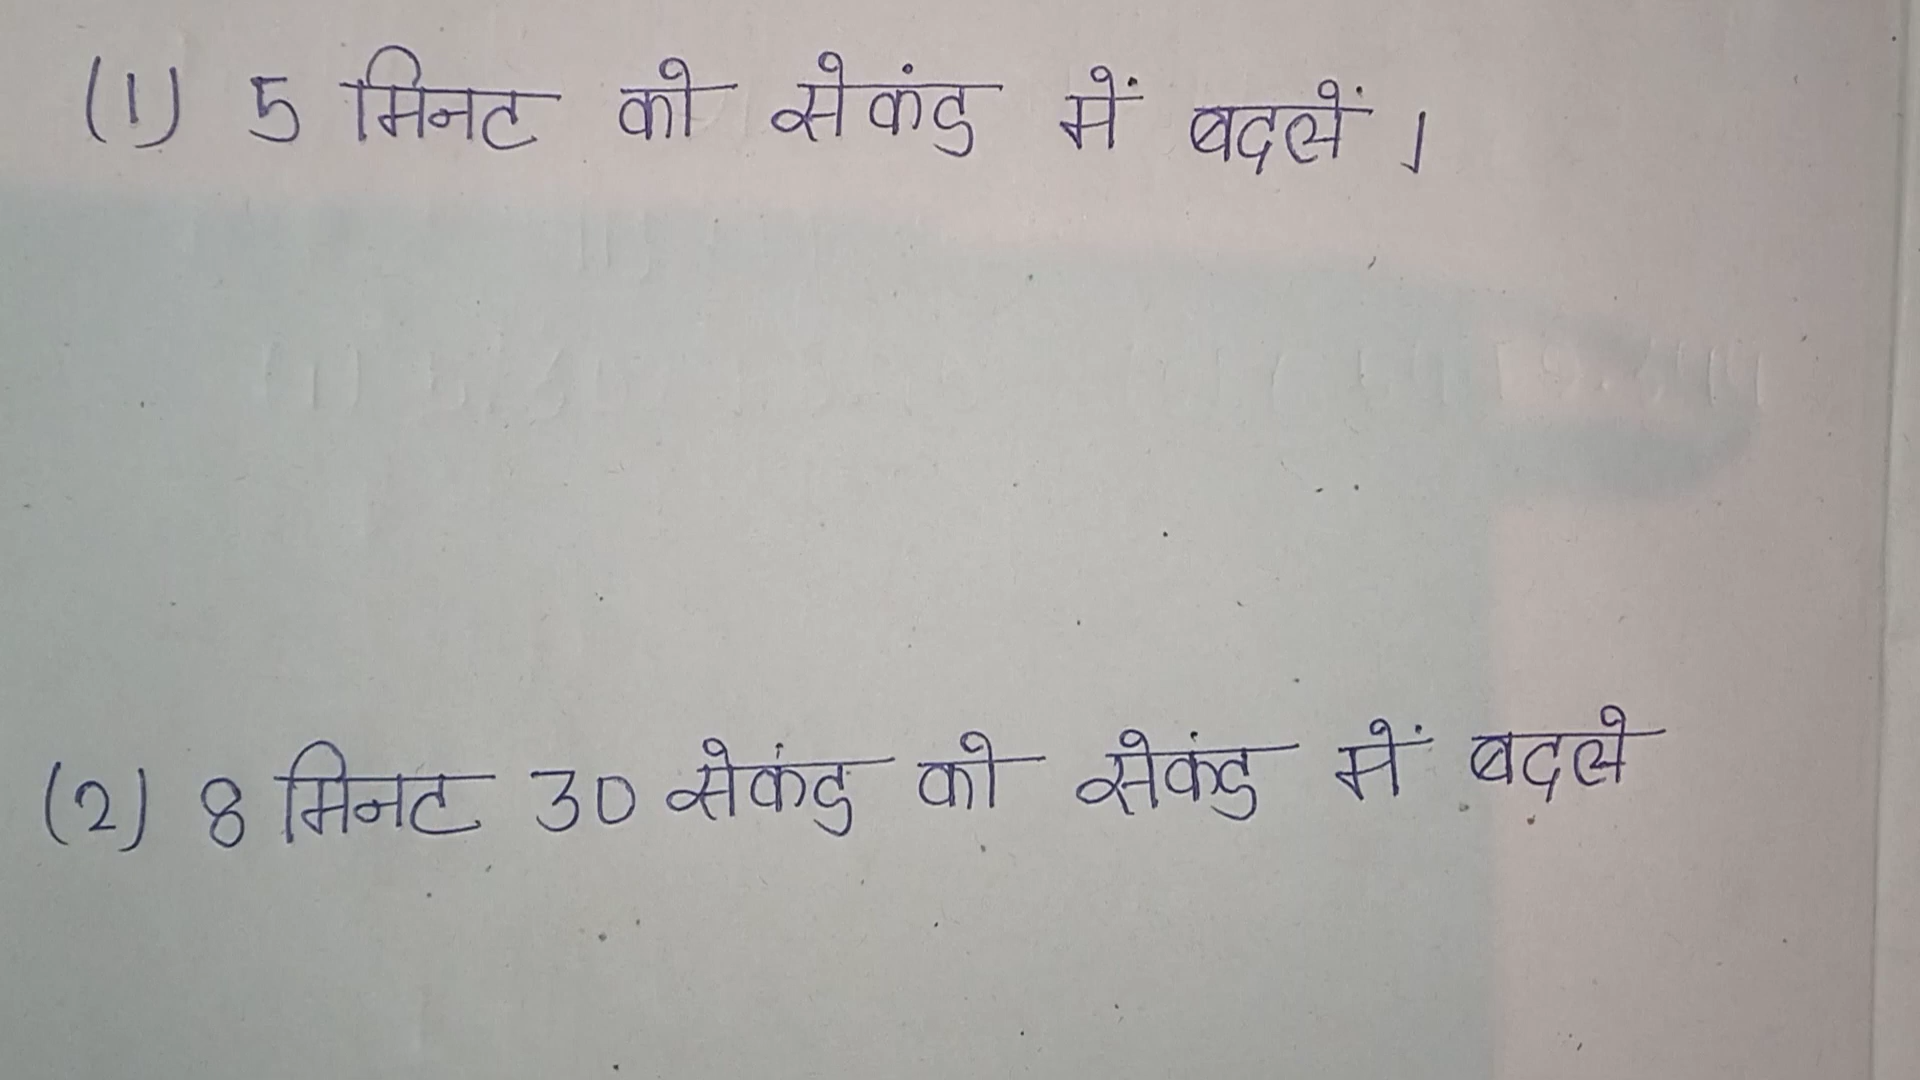 (1) 5 मिनट को सेकंड में बदलें ।
(2) 8 मिनट 30 सेकंड को सेकंड में बदले